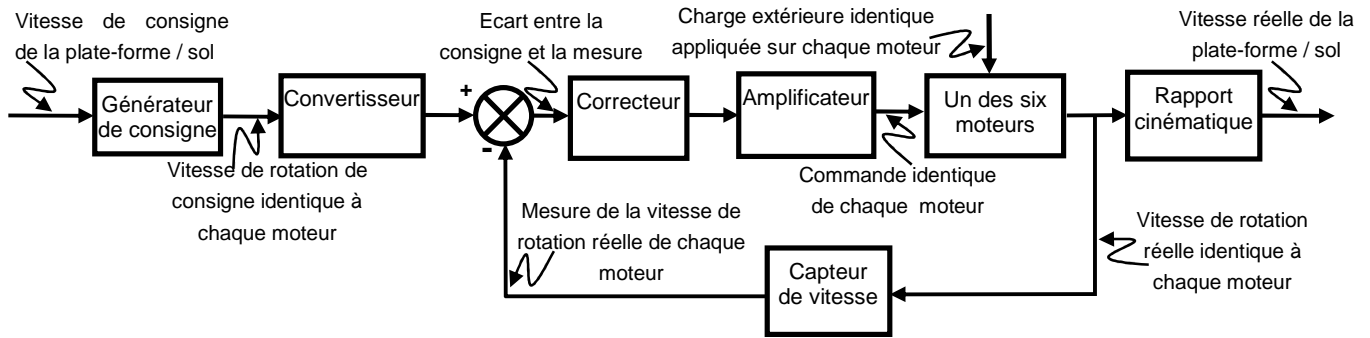 Vitesse de consigne
de la plate-forme / sol
Ecart entre la
consigne et la mesure
Charge extérieure identique
appliquée sur chaque moteur
Vitesse réelle de la
plate-forme / sol
Générateur
de consigne
Convertisseur
+
-
Correcteur
Amplificateur
Un des six
moteurs
Rapport
cinématique
Vitesse de rotation de
consigne identique à
chaque moteur
Commande identique
de chaque moteur
Mesure de la vitesse de
rotation réelle de chaque
moteur
Capteur
de vitesse
Vitesse de rotation
réelle identique à
chaque moteur